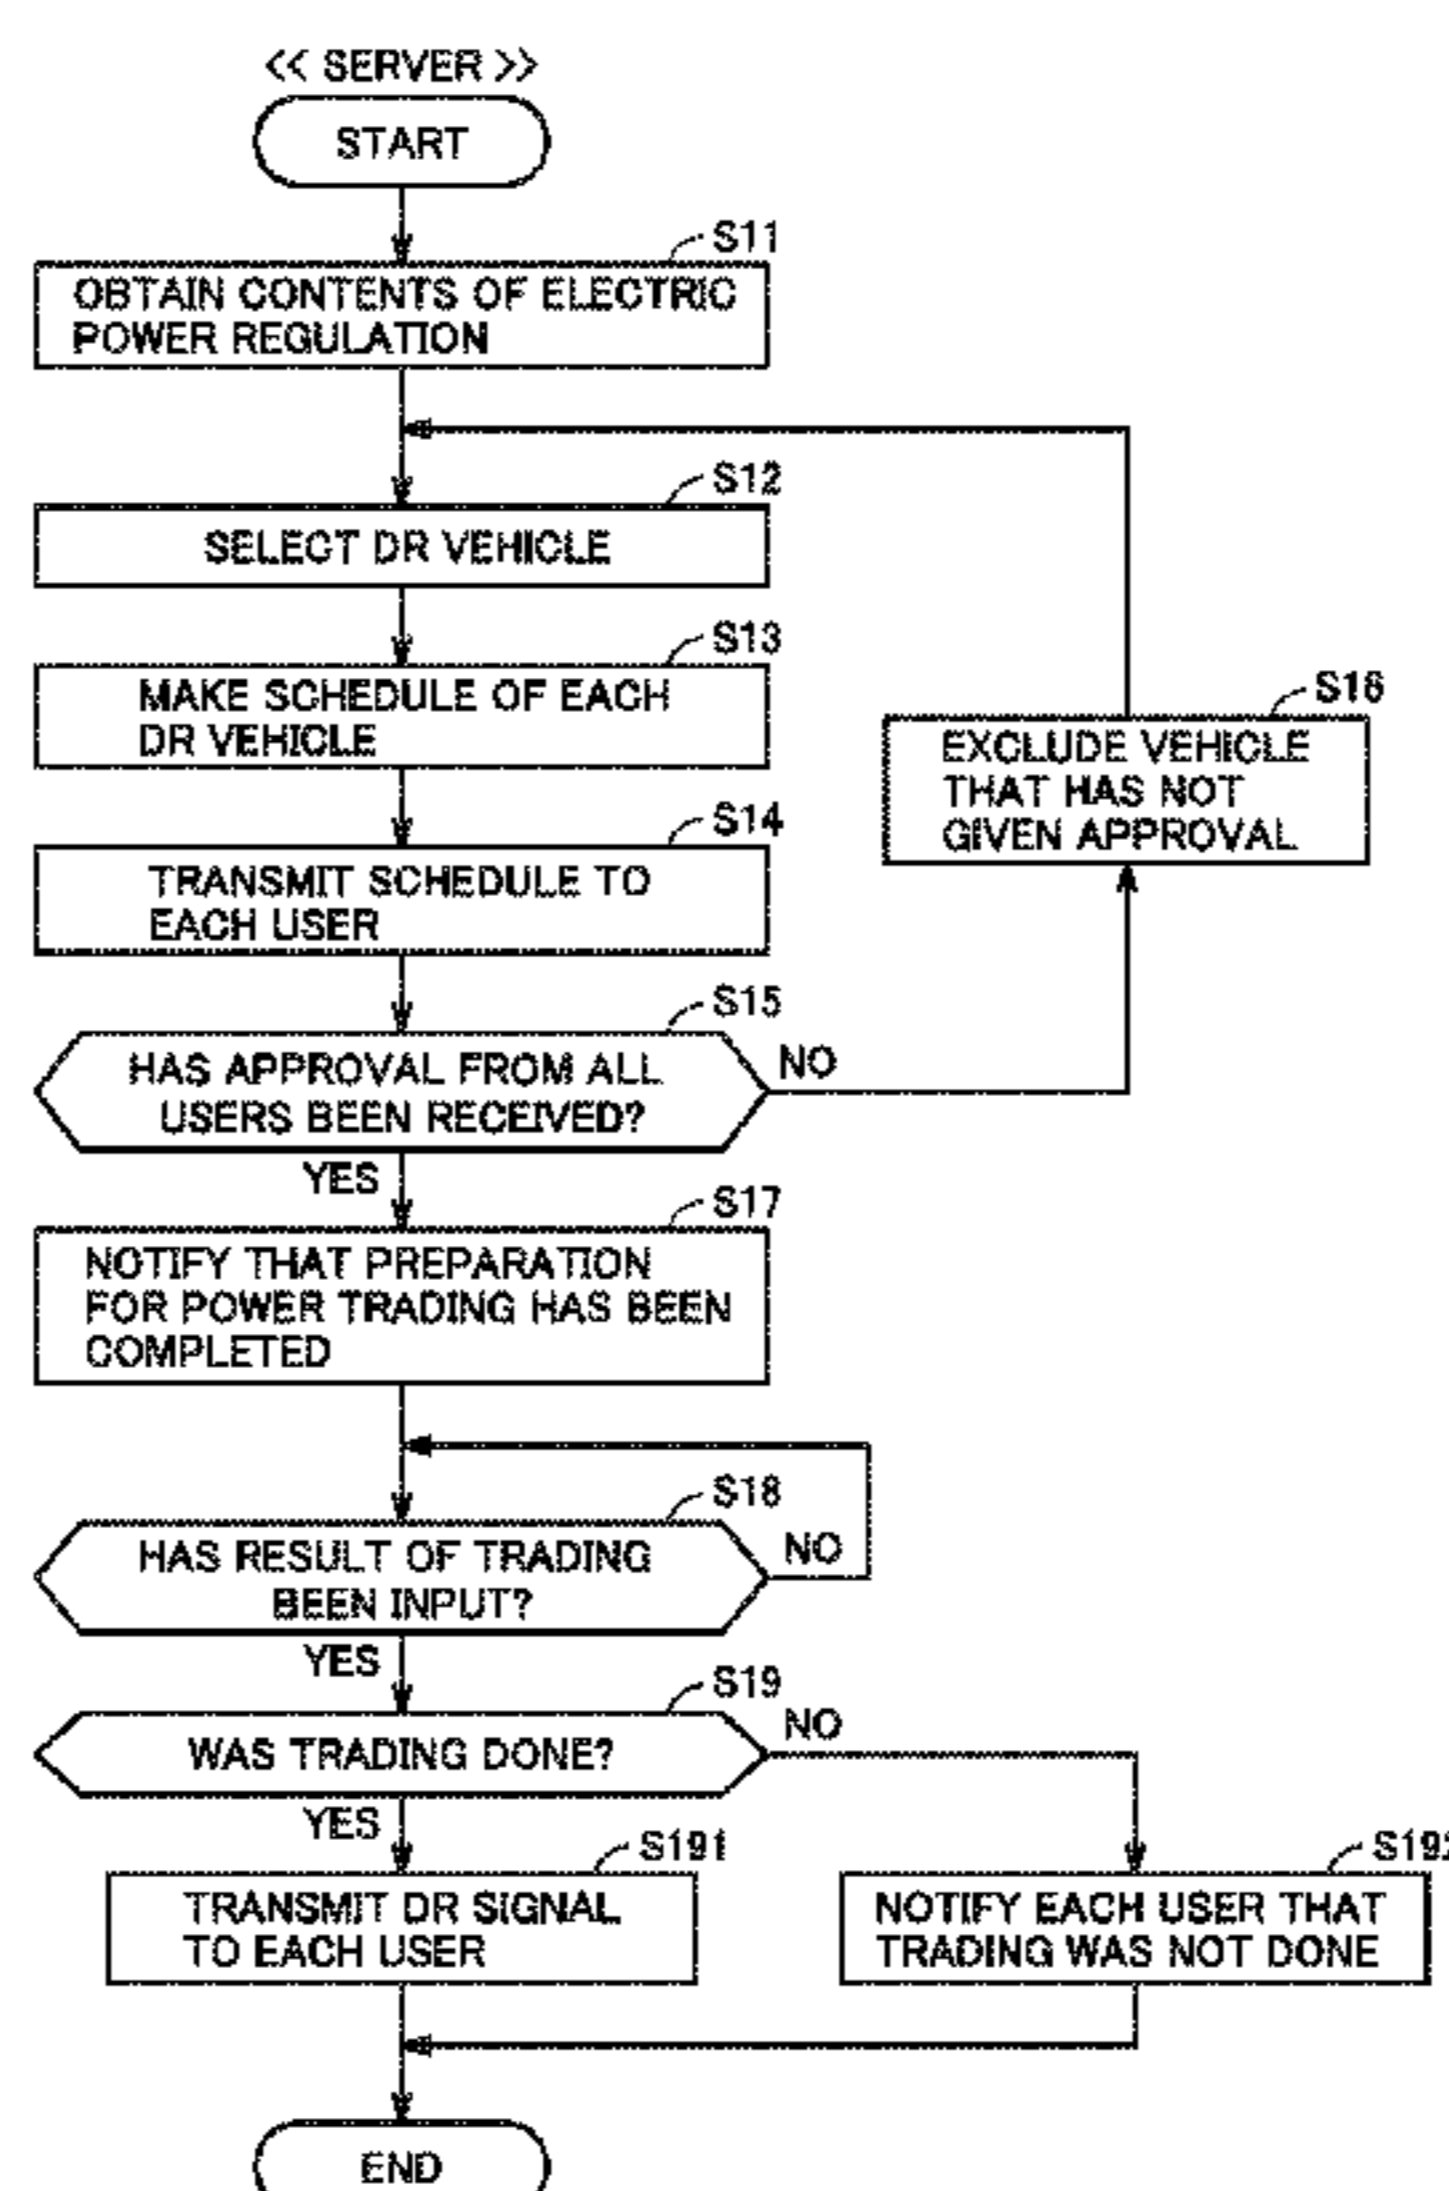 << SERVER >>
START
S11
OBTAIN CONTENTS OF ELECTRIC
POWER REGULATION
S12
SELECT DR VEHICLE
S13
MAKE SCHEDULE OF EACH
DR VEHICLE
S16
EXCLUDE VEHICLE
THAT HAS NOT
GIVEN APPROVAL
S14
TRANSMIT SCHEDULE TO
EACH USER
S15
HAS APPROVAL FROM ALL
USERS BEEN RECEIVED?
NO
YES
S17
NOTIFY THAT PREPARATION
FOR POWER TRADING HAS BEEN
COMPLETED
S18
HAS RESULT OF TRADING
BEEN INPUT?
NO
YES
S19
WAS TRADING DONE?
NO
YES
S191
TRANSMIT DR SIGNAL
TO EACH USER
S192
NOTIFY EACH USER THAT
TRADING WAS NOT DONE
END